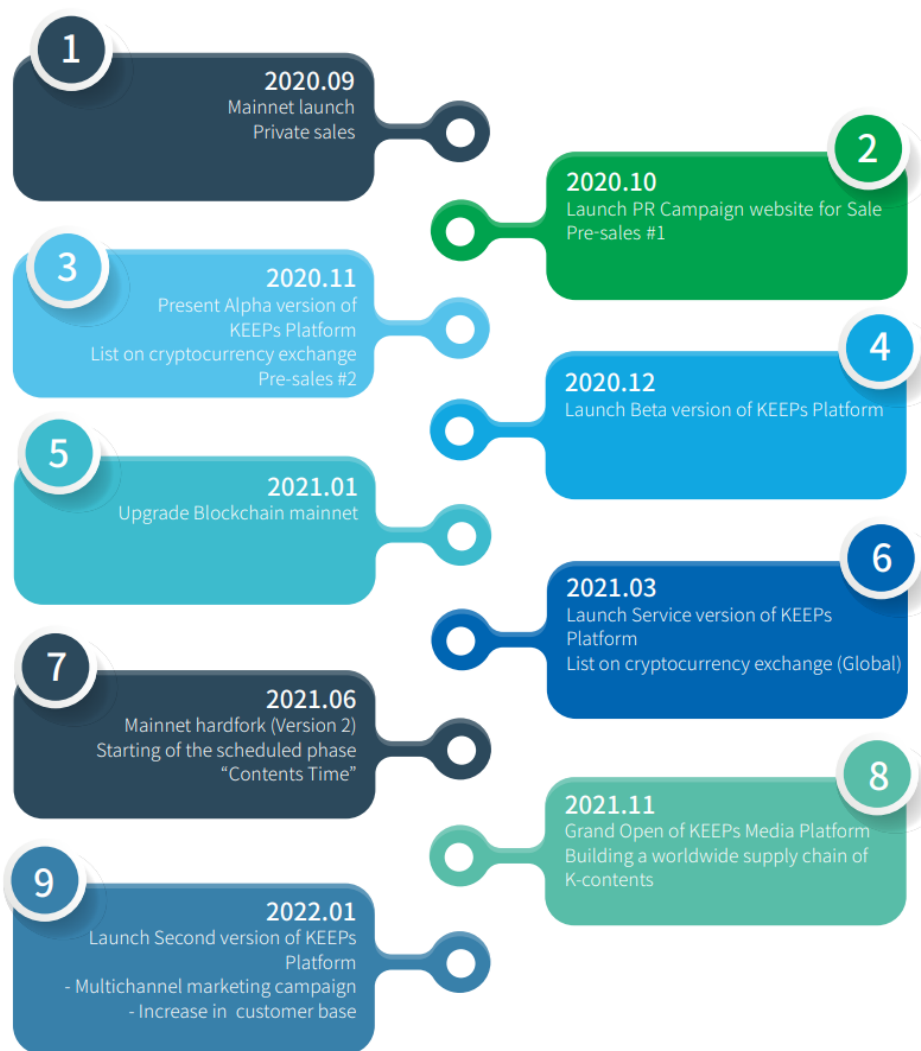 1
2020.09
Mainnet launch
Private sales
2
2020.10
Launch PR Campaign website for Sale
Pre-sales #1
3
2020.11
Present Alpha version of
KEEPs Platform
List on cryptocurrency exchange
Pre-sales #2
4
2020.12
Launch Beta version of KEEPs Platform
5
2021.01
Upgrade Blockchain mainnet
6
2021.03
Launch Service version of KEEPs
Platform
List on cryptocurrency exchange (Global)
7
2021.06
Mainnet hardfork (Version 2)
Starting of the scheduled phase
“Contents Time”
8
2021.11
Grand Open of KEEPs Media Platform
Building a worldwide supply chain of
K-contents
9
2022.01
Launch Second version of KEEPs
Platform
- Multichannel marketing campaign
- Increase in customer base